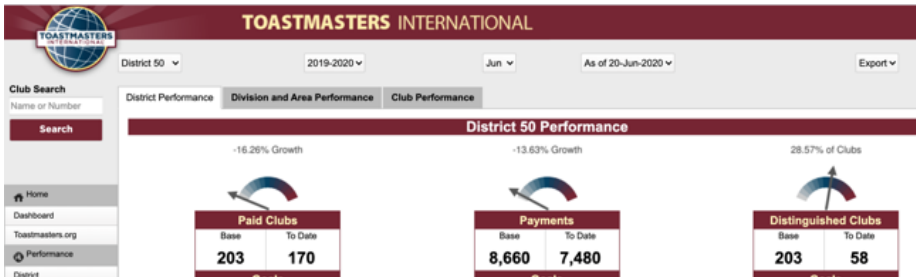 TOASTMASTERS INTERNATIONAL
TOASTMASTERS
INTERNATIONAL
District 50
2019-2020
Jun
As of 20-Jun-2020
Export
Club Search
Name or Number
Search
District Performance Division and Area Performance Club Performance
District 50 Performance
-16.26% Growth -13.63% Growth 28.57% of Clubs
Home
Dashboard
Toastmasters.org
Performance
District
Paid Clubs Payments Distinguished Clubs
Base To Date Base To Date Base To Date
203 170 8,660 7,480 203 58